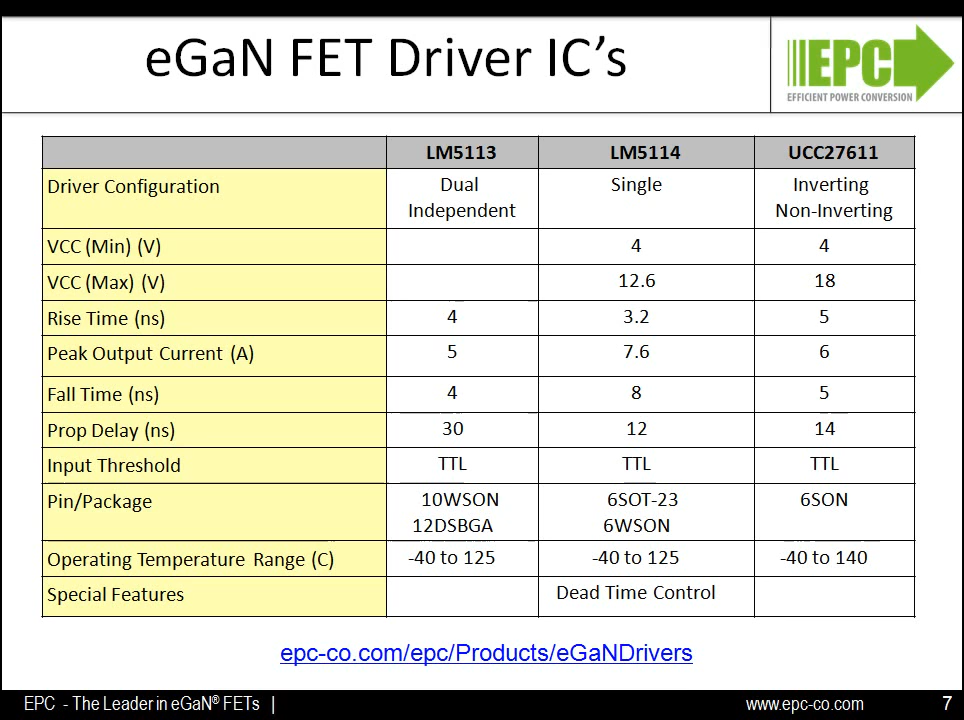 eGaN FET Driver IC's
EPC
EFFICIENT POWER CONVERSION
LM5113 LM5114 UCC27611
Driver Configuration Dual Independent Single Inverting Non-Inverting
VCC (Min) (V) 4 4
VCC (Max) (V) 12.6 18
Rise Time (ns) 4 3.2 5
Peak Output Current (A) 5 7.6 6
Fall Time (ns) 4 8 5
Prop Delay (ns) 30 12 14
Input Threshold TTL TTL TTL
Pin/Package 10WSON 12DSBGA 6SOT-23 6WSON 6SON
Operating Temperature Range (C) -40 to 125 -40 to 125 -40 to 140
Special Features Dead Time Control
epc-co.com/epc/Products/eGaNDrivers
EPC - The Leader in eGaN® FETs | www.epc-co.com 7